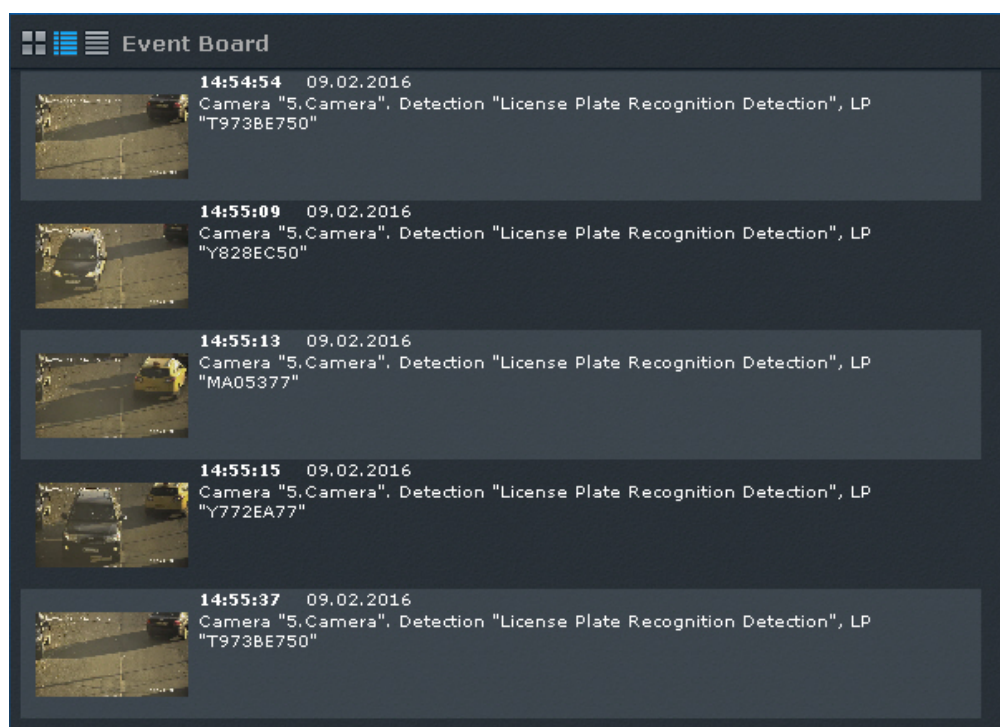 Event Board
14:54:54 09.02.2016
Camera "5.Camera". Detection "License Plate Recognition Detection", LP
"T973BE750"
14:55:09 09.02.2016
Camera "5.Camera". Detection "License Plate Recognition Detection", LP
"Y828EC50"
14:55:13 09.02.2016
Camera "5.Camera". Detection "License Plate Recognition Detection", LP
"MA05377"
14:55:15 09.02.2016
Camera "5.Camera". Detection "License Plate Recognition Detection", LP
"Y772EA77"
14:55:37 09.02.2016
Camera "5.Camera". Detection "License Plate Recognition Detection", LP
"T973BE750"